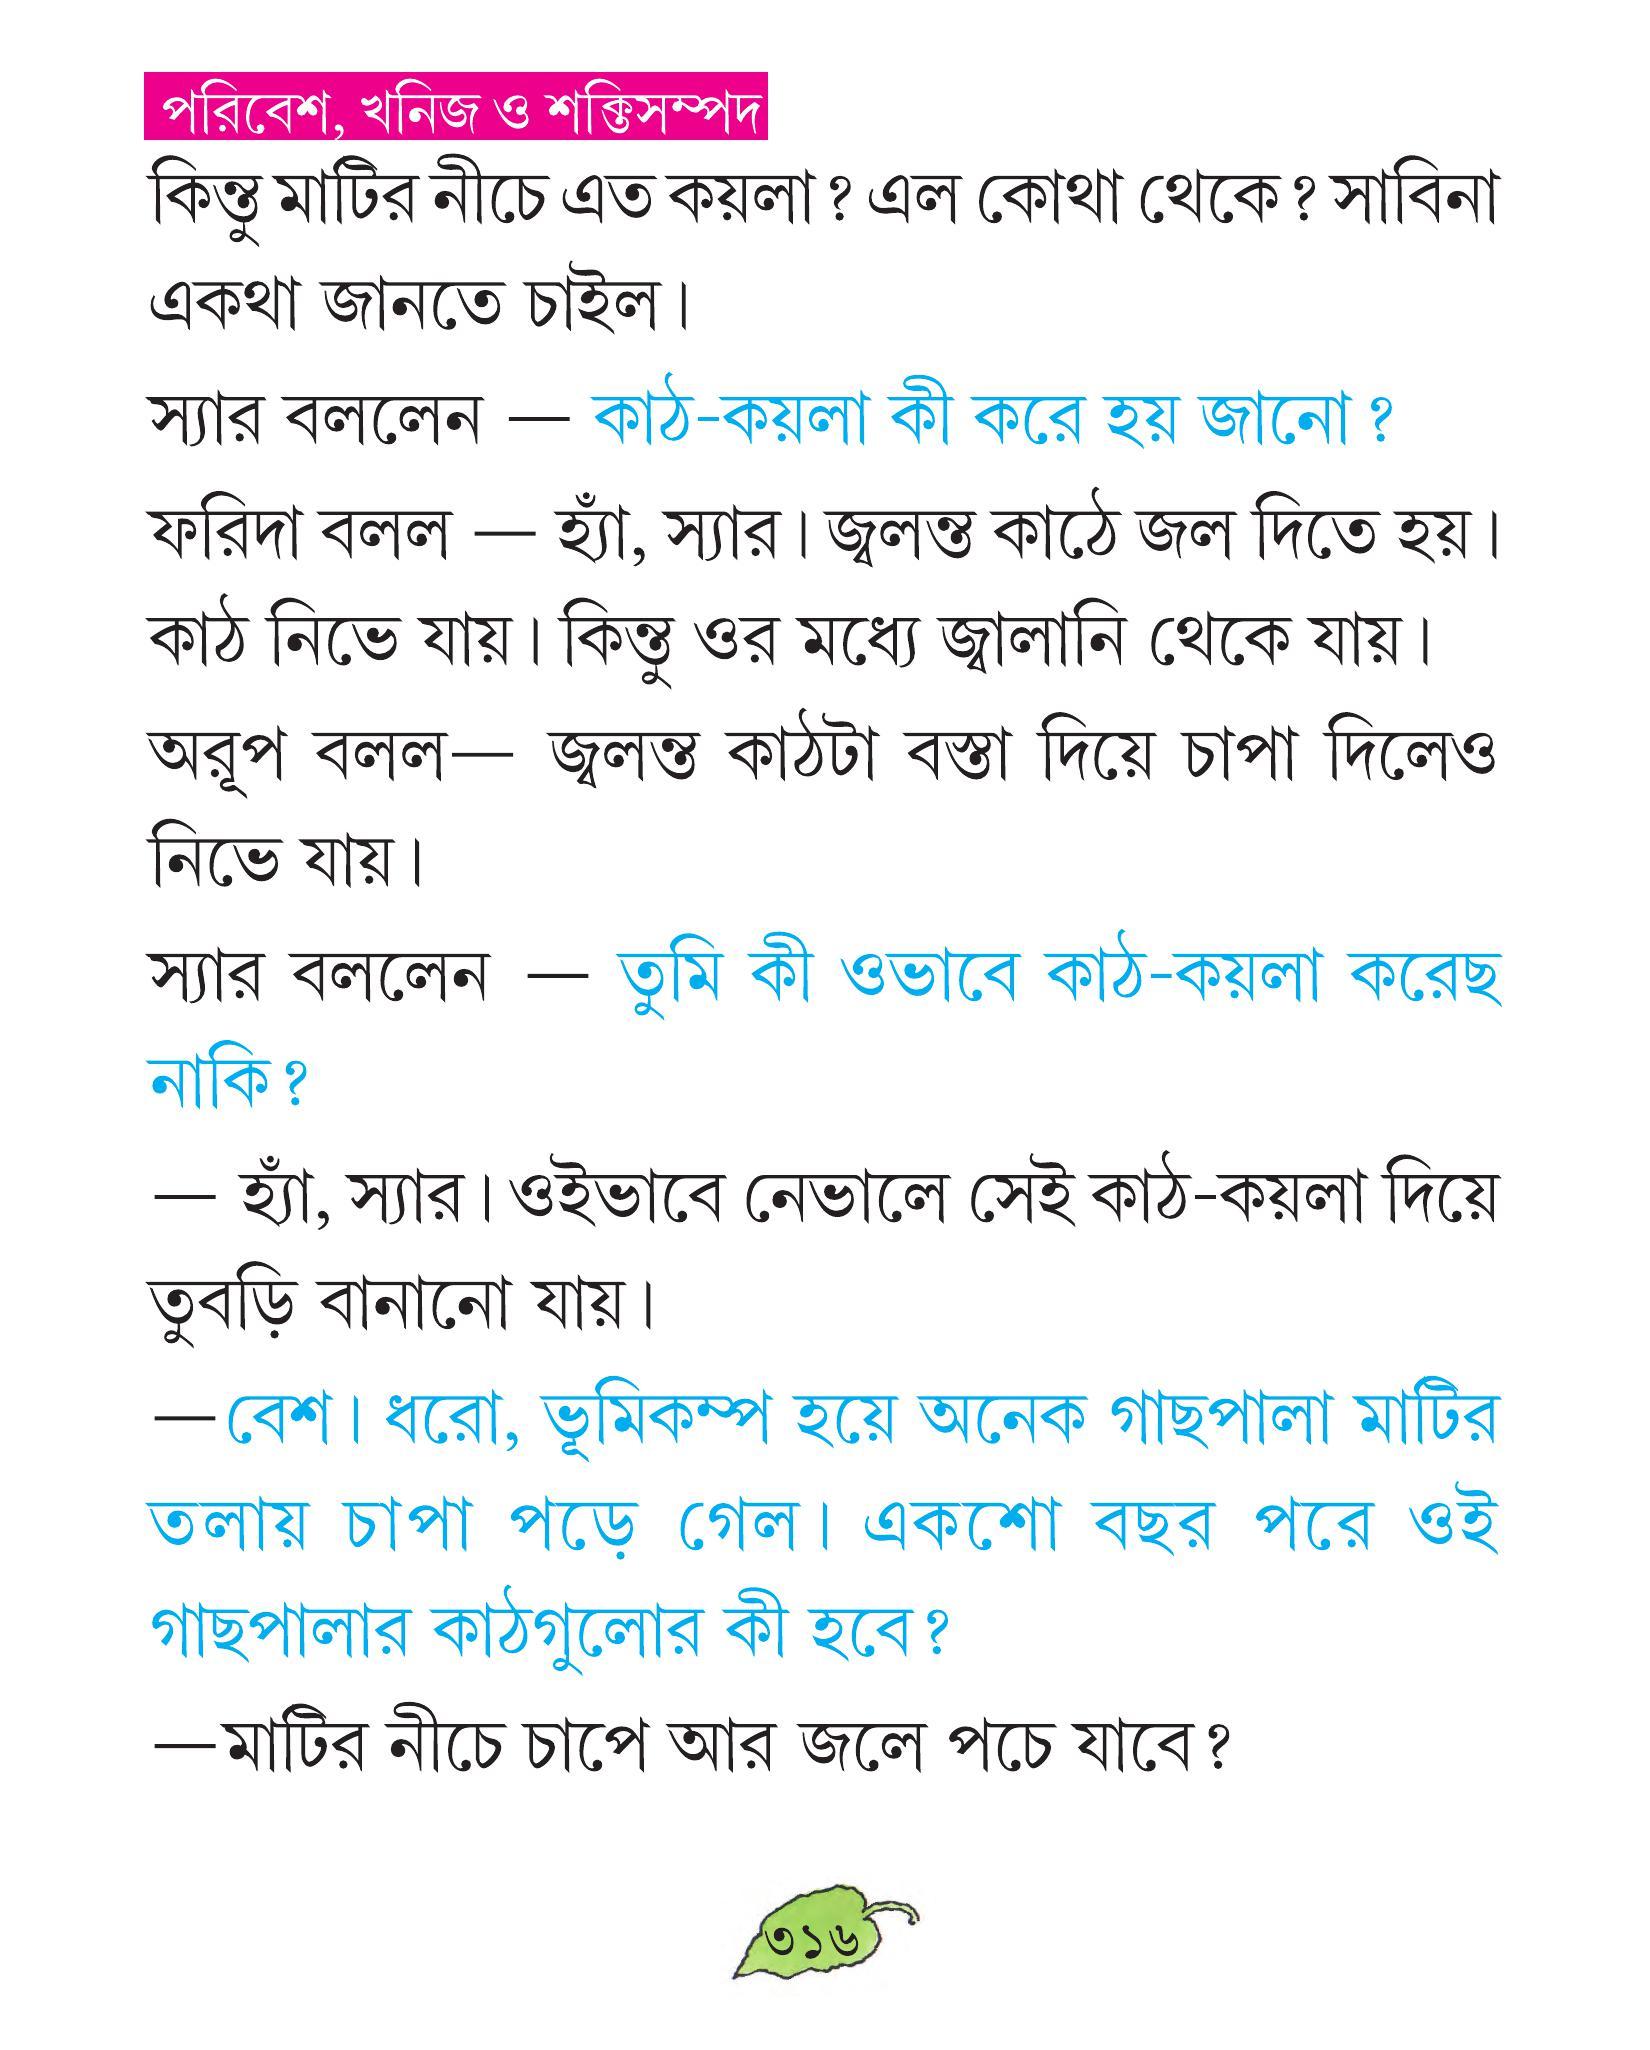 পরিবেশ, খনিজ ও শক্তিসম্পদ
কিন্তু মাটির নীচে এত কয়লা? এল কোথা থেকে? সাবিনা
একথা জানতে চাইল।
স্যার বললেন — কাঠ-কয়লা কী করে হয় জানো?
ফরিদা বলল — হ্যাঁ, স্যার। জ্বলন্ত কাঠে জল দিতে হয়।
কাঠ নিভে যায়। কিন্তু ওর মধ্যে জ্বালানি থেকে যায়।
অরূপ বলল— জ্বলন্ত কাঠটা বস্তা দিয়ে চাপা দিলেও
নিভে যায়।
স্যার বললেন — তুমি কী ওভাবে কাঠ-কয়লা করেছ
নাকি?
— হ্যাঁ, স্যার। ওইভাবে নেভালে সেই কাঠ-কয়লা দিয়ে
তুবড়ি বানানো যায়।
—বেশ। ধরো, ভূমিকম্প হয়ে অনেক গাছপালা মাটির
তলায় চাপা পড়ে গেল। একশো বছর পরে ওই
গাছপালার কাঠগুলোর কী হবে?
—মাটির নীচে চাপে আর জলে পচে যাবে?
৩১৬